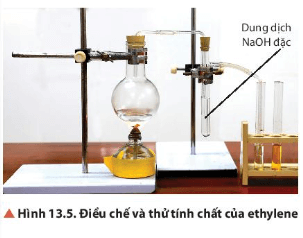 Dung dịch
NaOH đặc
▲ Hình 13.5. Điều chế và thử tính chất của ethylene